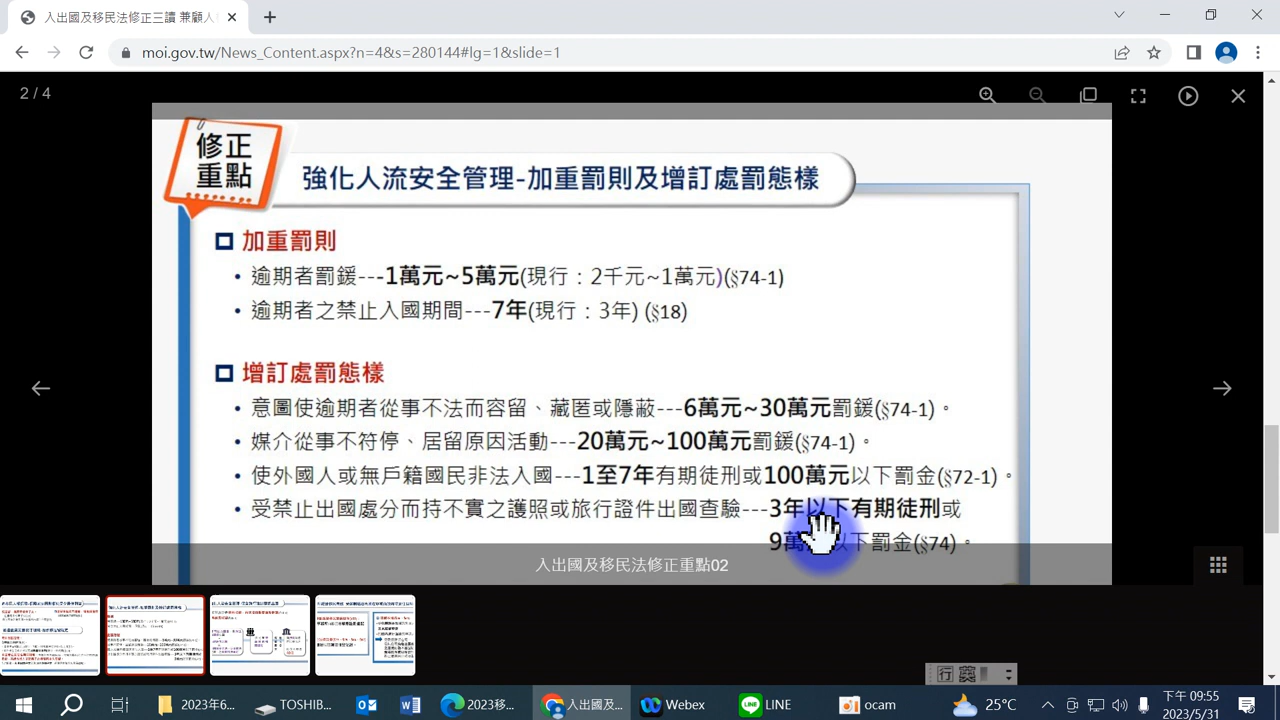 入出國及移民法修正三讀 兼顧人
moi.gov.tw/News_Content.aspx?n=4&s=280144#lg=1&slide=1
2 / 4
修正
重點
強化人流安全管理-加重罰則及增訂處罰態樣
加重罰則
• 逾期者罰鍰---1萬元~5萬元(現行：2千元~1萬元)(§74-1)
• 逾期者之禁止入國期間---7年(現行：3年) (§18)
增訂處罰態樣
• 意圖使逾期者從事不法而容留、藏匿或隱蔽---6萬元~30萬元罰鍰(§74-1)。
• 媒介從事不符停、居留原因活動---20萬元~100萬元罰鍰(§74-1)。
• 使外國人或無戶籍國民非法入國---1至7年有期徒刑或100萬元以下罰金(§72-1)。
• 受禁止出國處分而持不實之護照或旅行證件出國查驗---3年以下有期徒刑或
9萬 以下罰金(§74)。
入出國及移民法修正重點02
行 英
2023年6...
TOSHIB...
2023移...
入出國及...
Webex
LINE
ocam
25°C
下午 09:55
2023/5/31